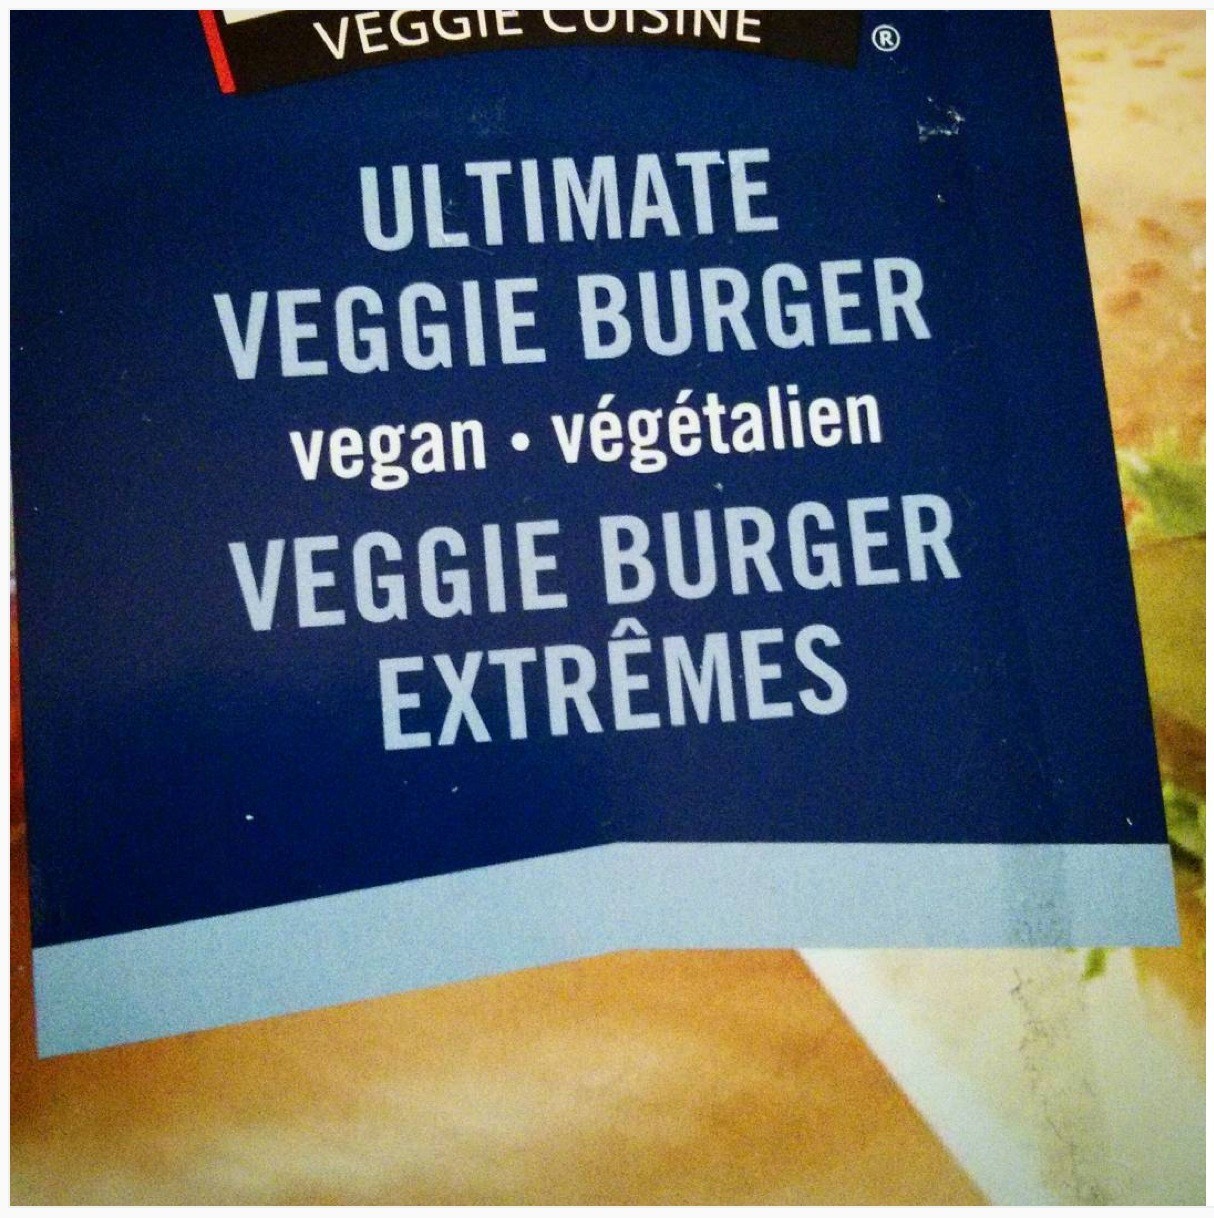 VEGGIE CUISINE
®
ULTIMATE
VEGGIE BURGER
vegan • végétalien
VEGGIE BURGER
EXTRÊMES